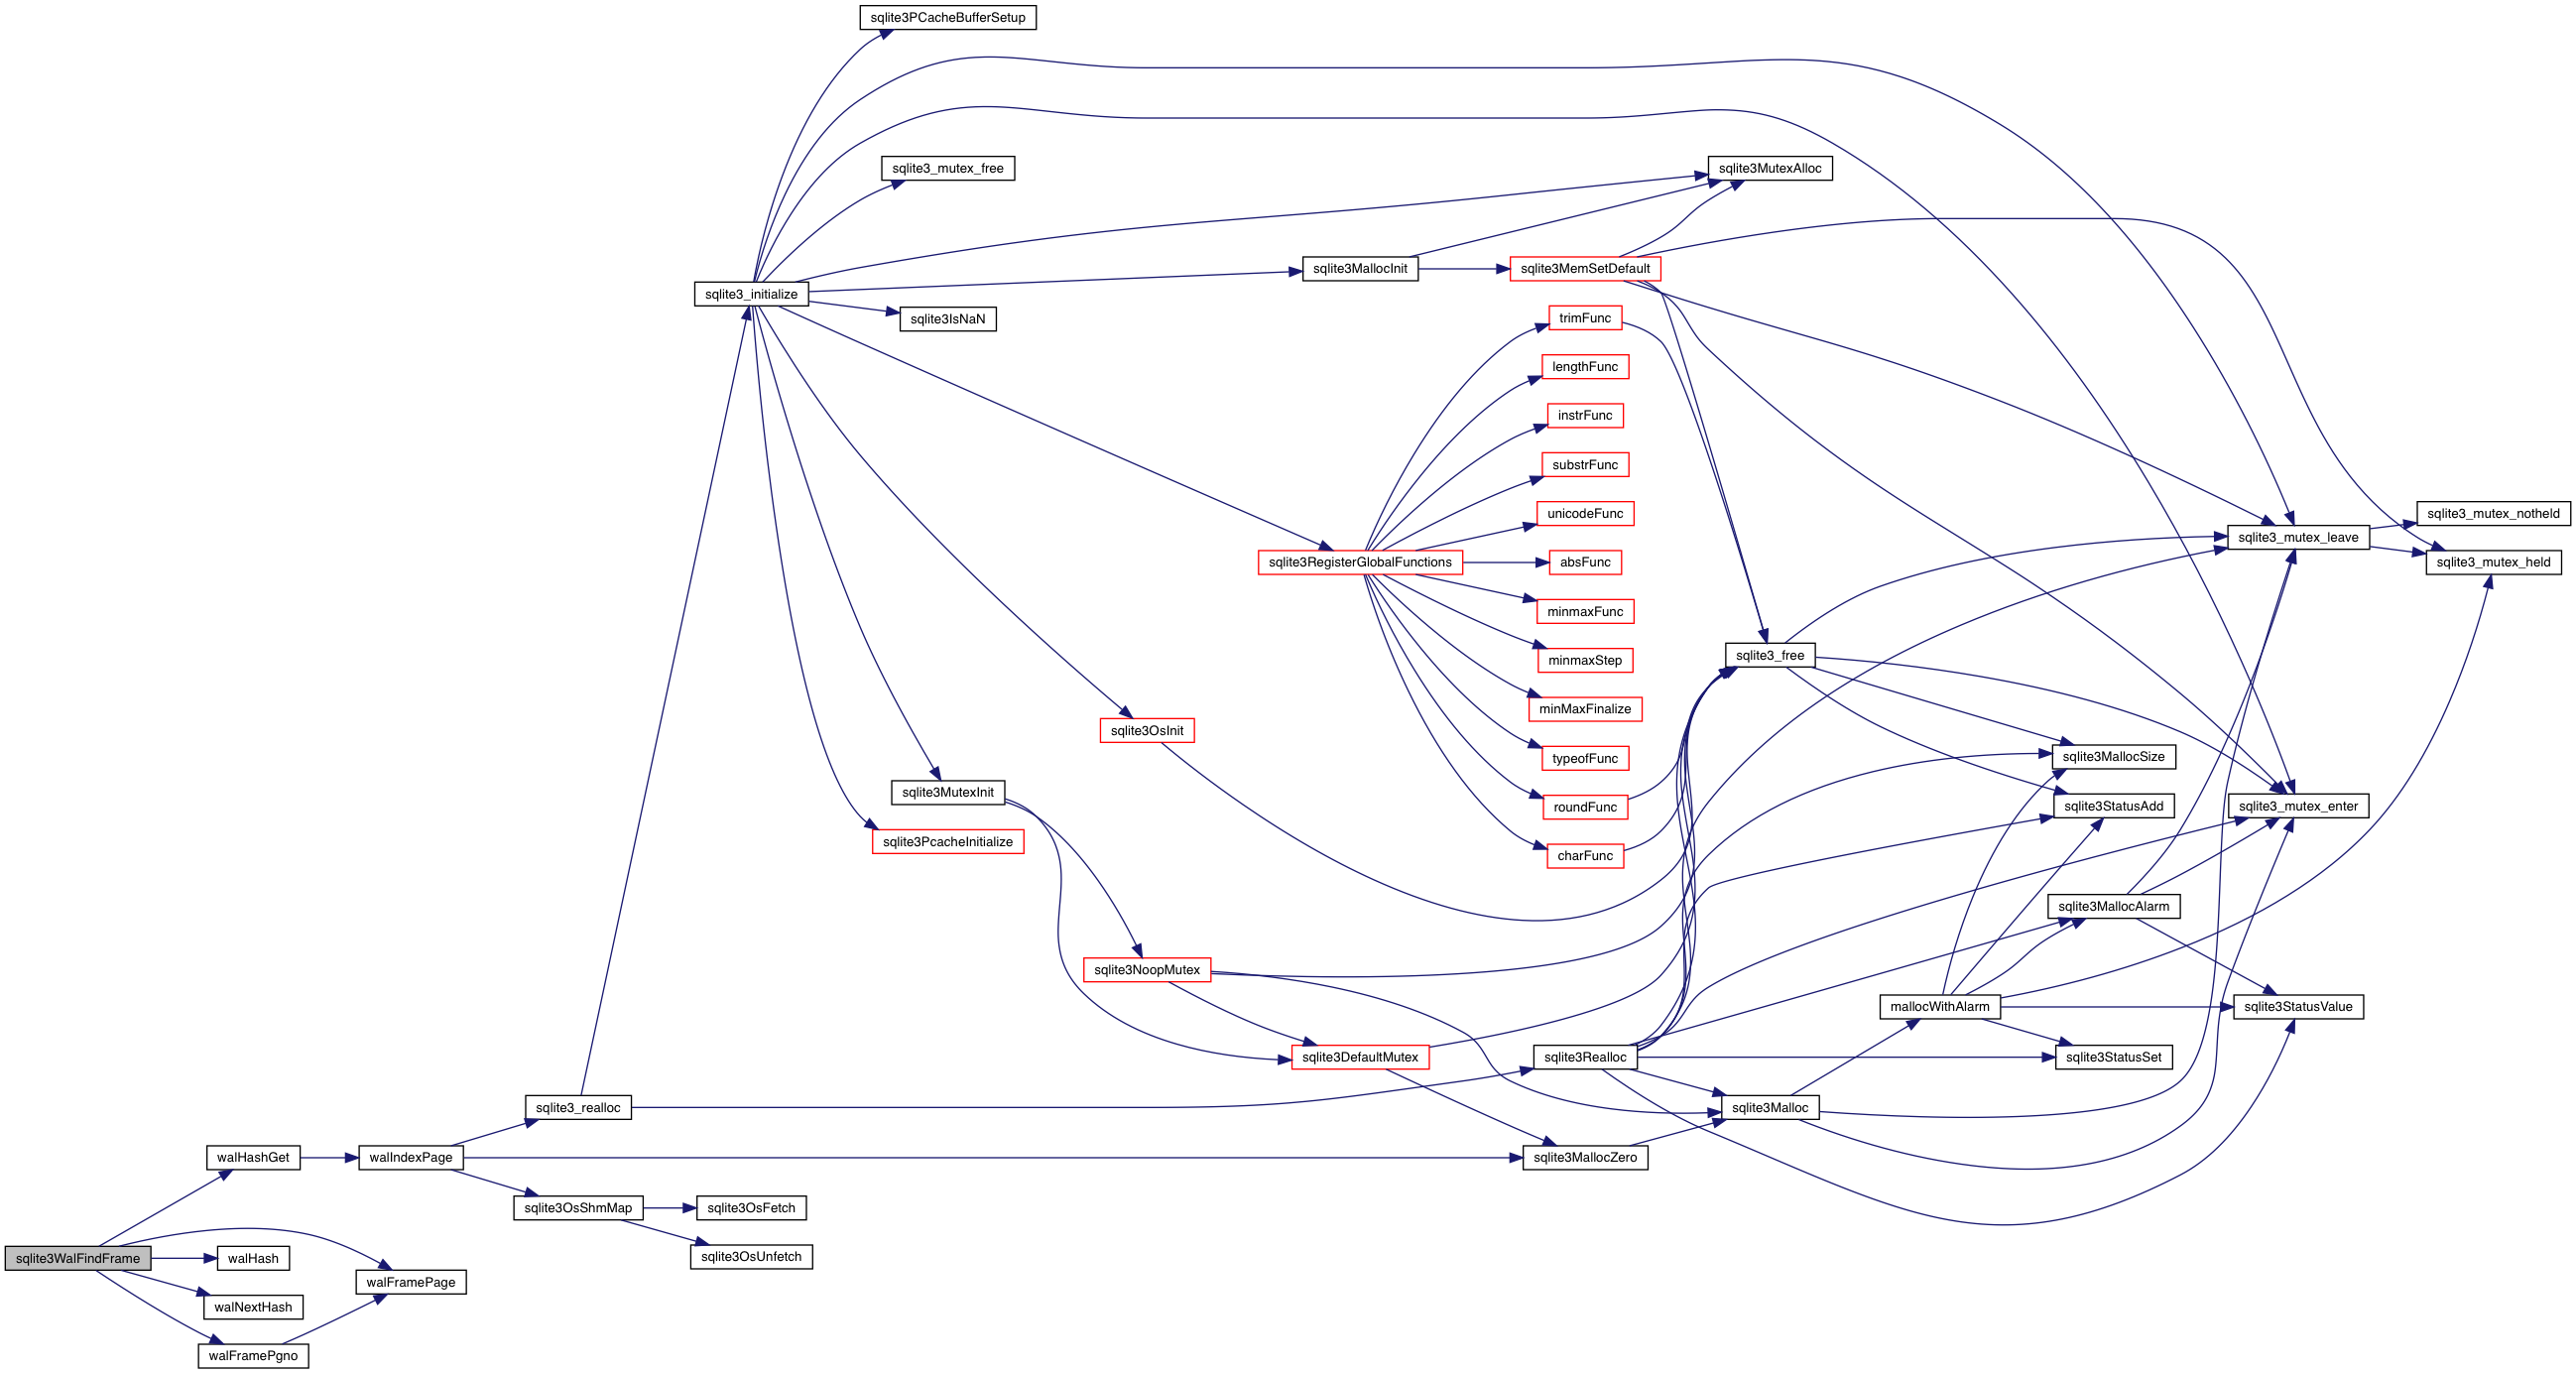 sqlite3PCacheBufferSetup
sqlite3_mutex_free
sqlite3MutexAlloc
sqlite3_initialize
sqlite3MallocInit
sqlite3MemSetDefault
sqlite3IsNaN
trimFunc
lengthFunc
instrFunc
substrFunc
unicodeFunc
sqlite3_mutex_notheld
sqlite3_mutex_leave
sqlite3RegisterGlobalFunctions
absFunc
sqlite3_mutex_held
minmaxFunc
minmaxStep
sqlite3_free
minMaxFinalize
sqlite3OsInit
typeofFunc
sqlite3MallocSize
sqlite3MutexInit
roundFunc
sqlite3StatusAdd
sqlite3_mutex_enter
sqlite3PcacheInitialize
charFunc
sqlite3MallocAlarm
sqlite3NoopMutex
mallocWithAlarm
sqlite3StatusValue
sqlite3DefaultMutex
sqlite3Realloc
sqlite3StatusSet
sqlite3_realloc
sqlite3Malloc
walHashGet
walIndexPage
sqlite3MallocZero
sqlite3OsShmMap
sqlite3OsFetch
sqlite3WalFindFrame
walHash
sqlite3OsUnfetch
walFramePage
walNextHash
walFramePgno